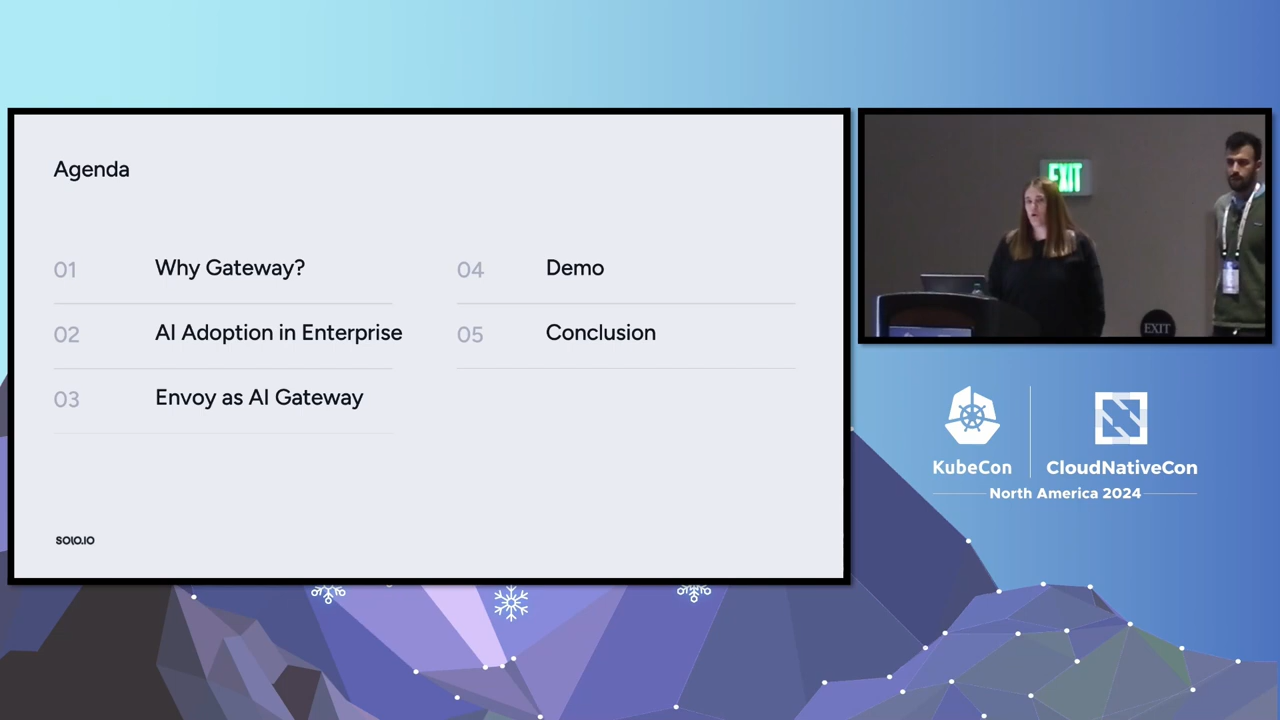 Agenda
01 Why Gateway?
02 AI Adoption in Enterprise
03 Envoy as AI Gateway
04 Demo
05 Conclusion
SOLO.IO
EXIT
EXIT
KubeCon
CloudNativeCon
North America 2024